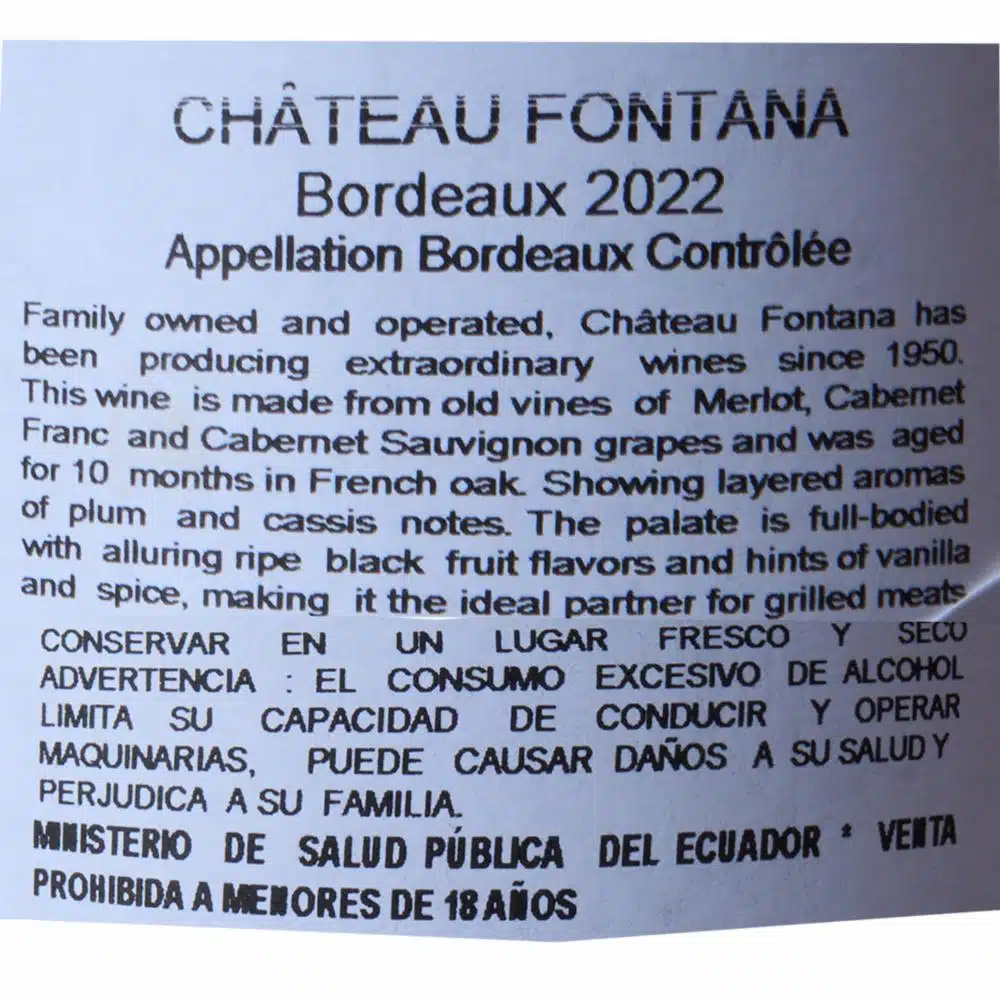 CHÂTEAU FONTANA
Bordeaux 2022
Appellation Bordeaux Contrôlée
Family owned and operated, Château Fontana has
been producing extraordinary wines since 1950.
This wine is made from old vines of Merlot, Cabernet
Franc and Cabernet Sauvignon grapes and was aged
for 10 months in French oak. Showing layered aromas
of plum and cassis notes. The palate is full-bodied
with alluring ripe black fruit flavors and hints of vanilla
and spice, making it the ideal partner for grilled meats
CONSERVAR EN UN LUGAR FRESCO Y SECO
ADVERTENCIA : EL CONSUMO EXCESIVO DE ALCOHOL
LIMITA SU CAPACIDAD DE CONDUCIR Y OPERAR
MAQUINARIAS, PUEDE CAUSAR DAÑOS A SU SALUD Y
PERJUDICA A SU FAMILIA.
MINISTERIO DE SALUD PÚBLICA DEL ECUADOR * VENTA
PROHIBIDA A MENORES DE 18 AÑOS